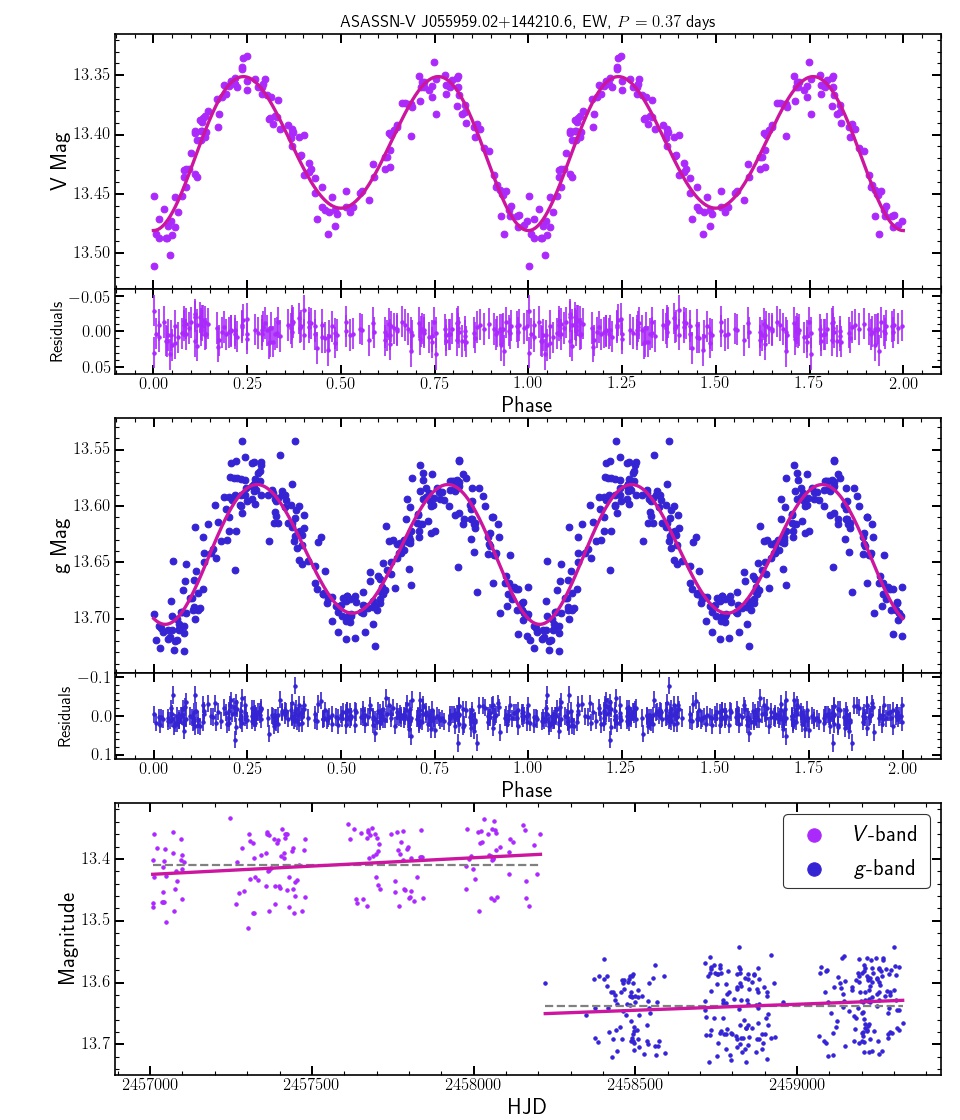 ASASSN-V J055959.02+144210.6, EW, P = 0.37 days
V Mag
13.35
13.40
13.45
13.50
Residuals
−0.05
0.00
0.05
0.00 0.25 0.50 0.75 1.00 1.25 1.50 1.75 2.00
Phase
g Mag
13.55
13.60
13.65
13.70
Residuals
−0.1
0.0
0.1
0.00 0.25 0.50 0.75 1.00 1.25 1.50 1.75 2.00
Phase
Magnitude
13.4
13.5
13.6
13.7
V-band
g-band
2457000 2457500 2458000 2458500 2459000
HJD